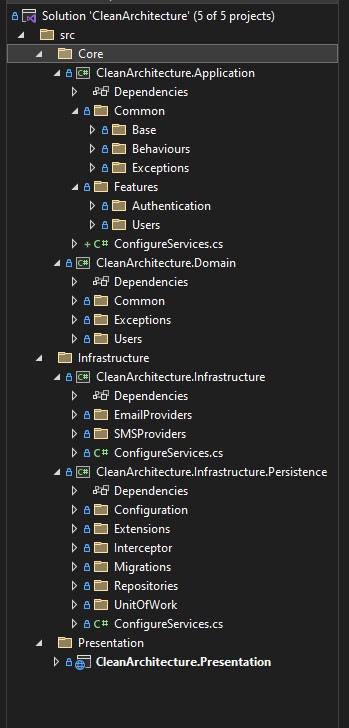 Solution 'CleanArchitecture' (5 of 5 projects)
src
Core
C# CleanArchitecture.Application
Dependencies
Common
Base
Behaviours
Exceptions
Features
Authentication
Users
+ C# ConfigureServices.cs
C# CleanArchitecture.Domain
Dependencies
Common
Exceptions
Users
Infrastructure
C# CleanArchitecture.Infrastructure
Dependencies
EmailProviders
SMSProviders
C# ConfigureServices.cs
C# CleanArchitecture.Infrastructure.Persistence
Dependencies
Configuration
Extensions
Interceptor
Migrations
Repositories
UnitOfWork
C# ConfigureServices.cs
Presentation
CleanArchitecture.Presentation